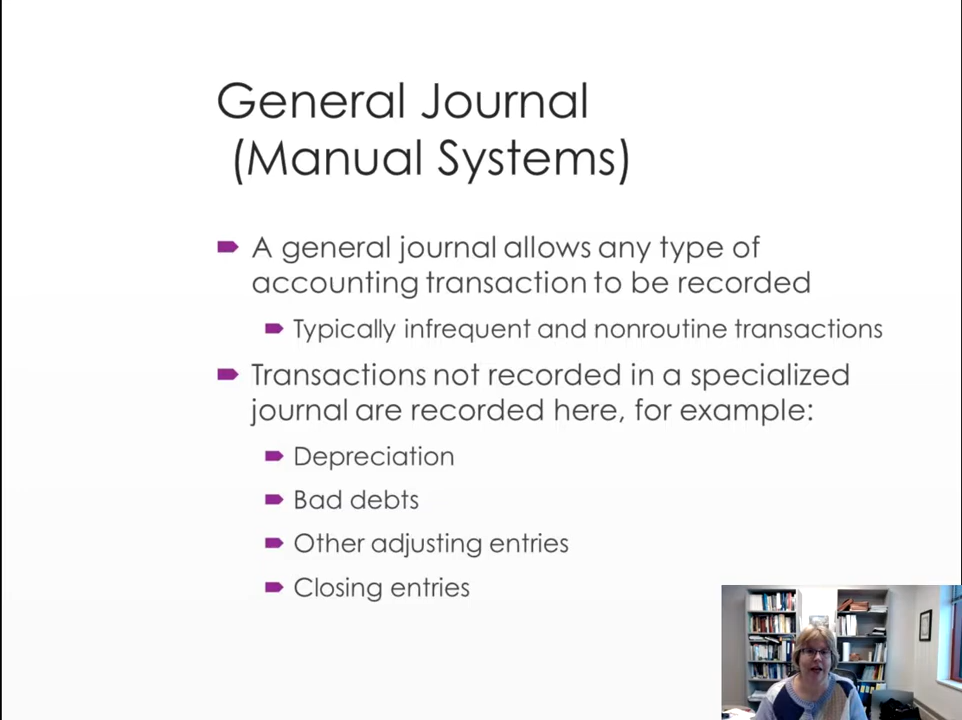 General Journal
(Manual Systems)
A general journal allows any type of
accounting transaction to be recorded
Typically infrequent and nonroutine transactions
Transactions not recorded in a specialized
journal are recorded here, for example:
Depreciation
Bad debts
Other adjusting entries
Closing entries